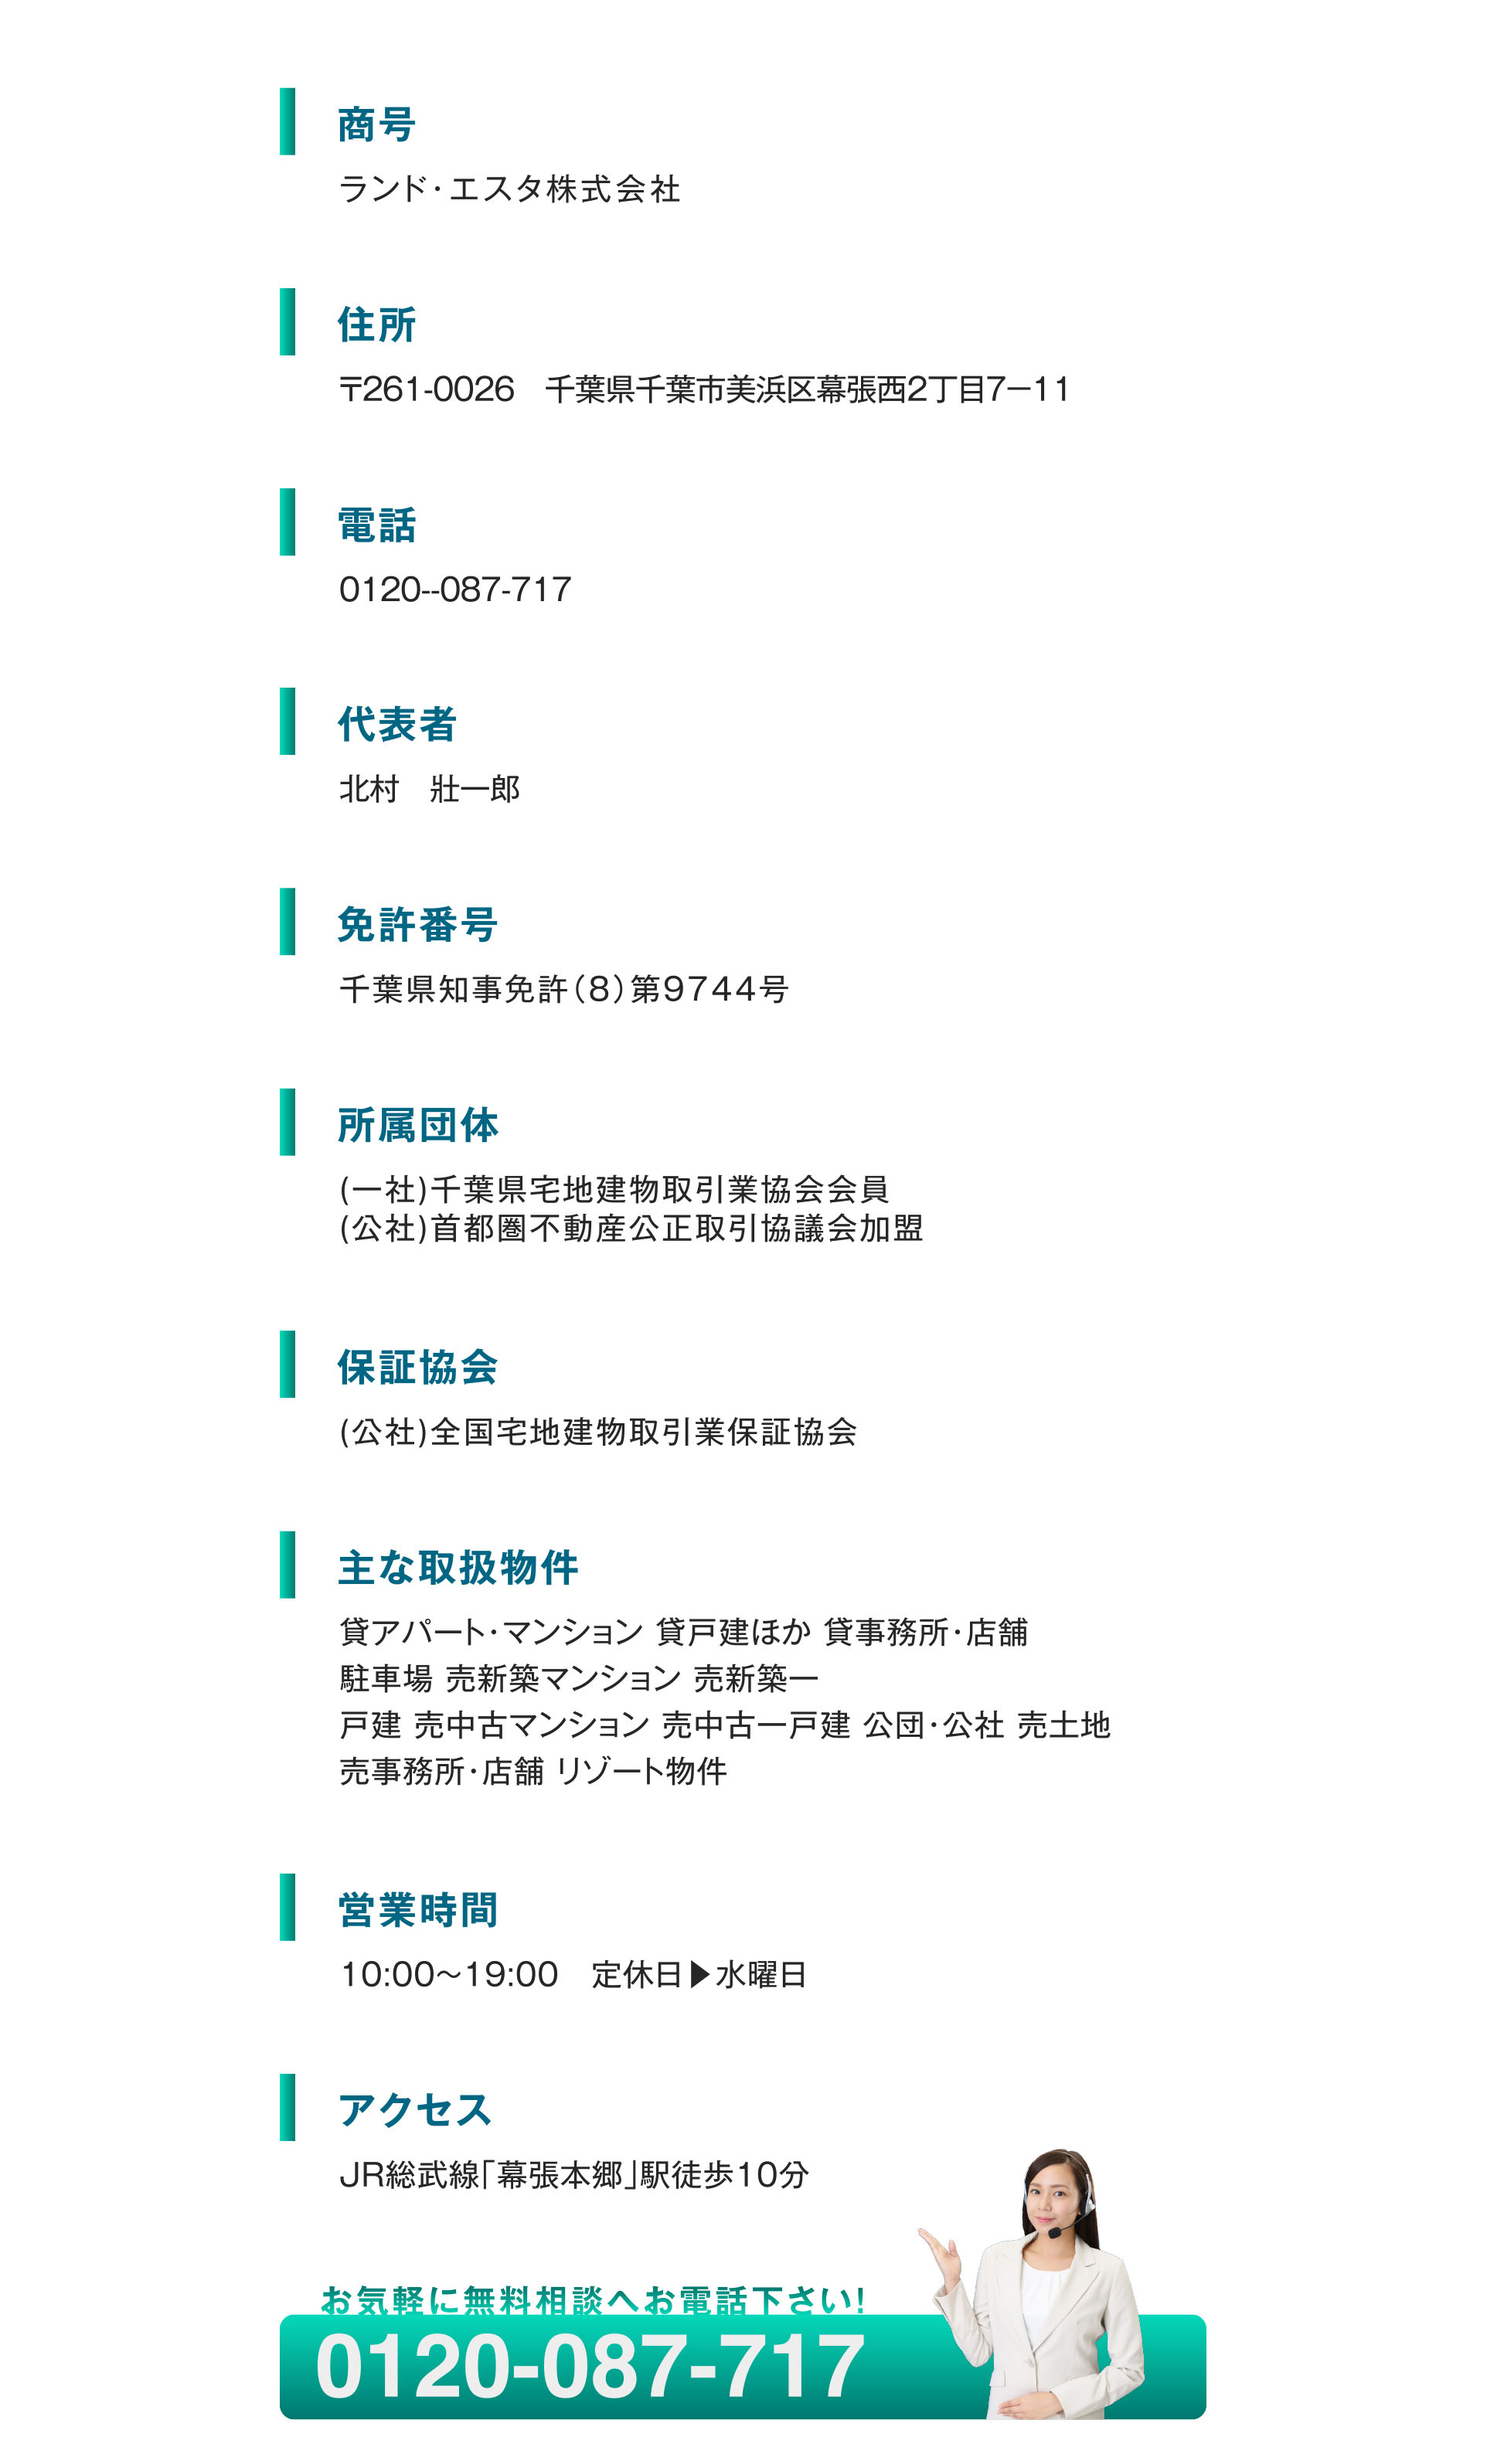 商号
ランド・エスタ株式会社
住所
〒261-0026　千葉県千葉市美浜区幕張西2丁目7ー11
電話
0120--087-717
代表者
北村　壯一郎
免許番号
千葉県知事免許（8）第9744号
所属団体
(一社)千葉県宅地建物取引業協会会員
(公社)首都圏不動産公正取引協議会加盟
保証協会
(公社)全国宅地建物取引業保証協会
主な取扱物件
貸アパート・マンション 貸戸建ほか 貸事務所・店舗
駐車場 売新築マンション 売新築一
戸建 売中古マンション 売中古一戸建 公団・公社 売土地
売事務所・店舗 リゾート物件
営業時間
10:00〜19:00　定休日▶水曜日
アクセス
JR総武線「幕張本郷」駅徒歩10分
お気軽に無料相談へお電話下さい!
0120-087-717